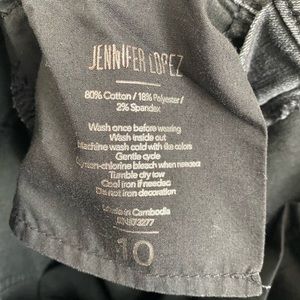 JENNIFER LOPEZ
80% Cotton / 18% Polyester /
2% Spandex
Wash once before wearing
Wash inside out
Machine wash cold with like colors
Gentle cycle
Non-chlorine bleach when needed
Tumble dry low
Cool iron if needed
Do not iron decoration
Made in Cambodia
RN#73277
10